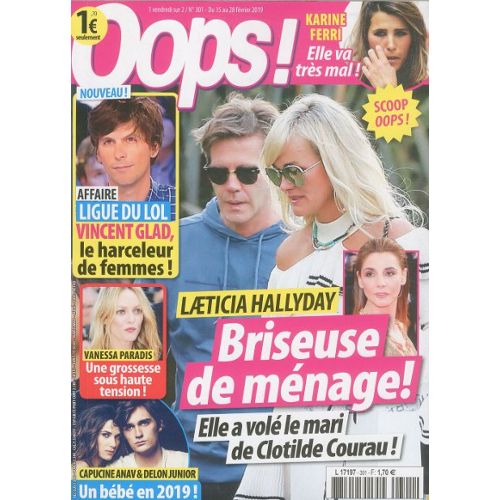 1 vendredi sur 2 / N° 301 - Du 15 au 28 février 2019
1€
,70
seulement
Oops!
KARINE
FERRI
Elle va
très mal !
SCOOP
OOPS !
NOUVEAU !
AFFAIRE
LIGUE DU LOL
VINCENT GLAD,
le harceleur
de femmes !
LÆTICIA HALLYDAY
Briseuse
de ménage!
Elle a volé le mari
de Clotilde Courau !
VANESSA PARADIS
Une grossesse
sous haute
tension !
CAPUCINE ANAV & DELON JUNIOR
Un bébé en 2019 !
L 17197 - 301 - F: 1,70 €